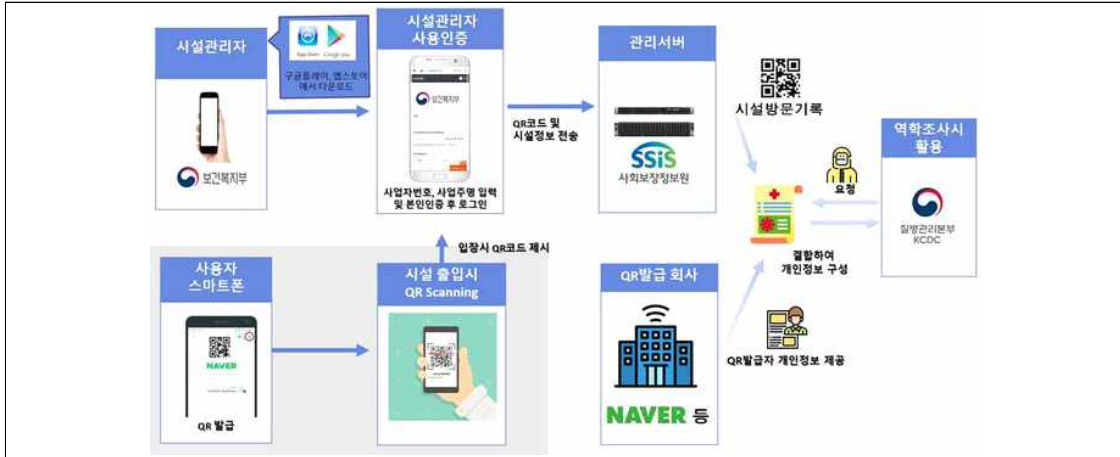 시설관리자
App Store
Google play
구글플레이, 앱스토어
에서 다운로드
보건복지부
시설관리자
사용인증
보건복지부
사업자번호, 사업주명 입력
및 본인인증 후 로그인
QR코드 및
시설정보 전송
관리서버
SSiS
사회보장정보원
시설방문기록
역학조사시
활용
요청
질병관리본부
KCDC
결합하여
개인정보 구성
입장시 QR코드 제시
사용자
스마트폰
NAVER
QR 발급
시설 출입시
QR Scanning
QR발급 회사
NAVER 등
QR발급자 개인정보 제공